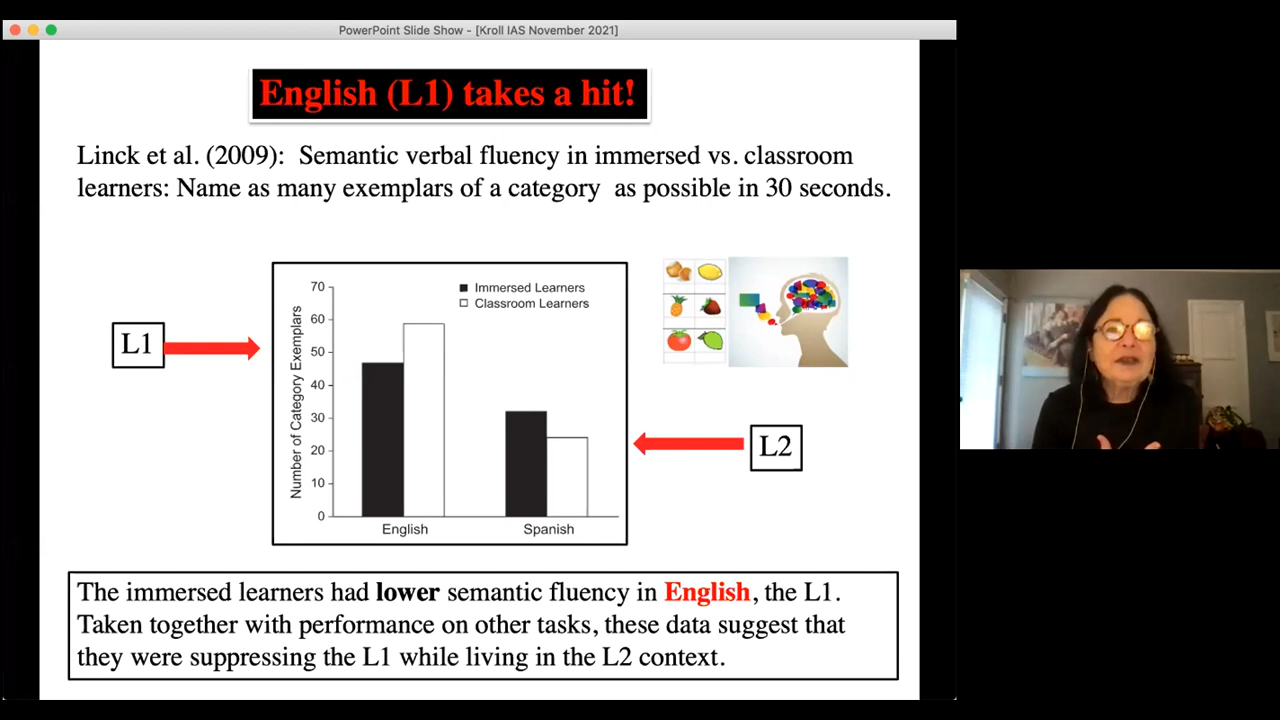 PowerPoint Slide Show - [Kroll IAS November 2021]
English (L1) takes a hit!
Linck et al. (2009): Semantic verbal fluency in immersed vs. classroom
learners: Name as many exemplars of a category as possible in 30 seconds.
L1
Number of Category Exemplars
70
60
50
40
30
20
10
0
Immersed Learners
Classroom Learners
English
Spanish
L2
The immersed learners had lower semantic fluency in English, the L1.
Taken together with performance on other tasks, these data suggest that
they were suppressing the L1 while living in the L2 context.